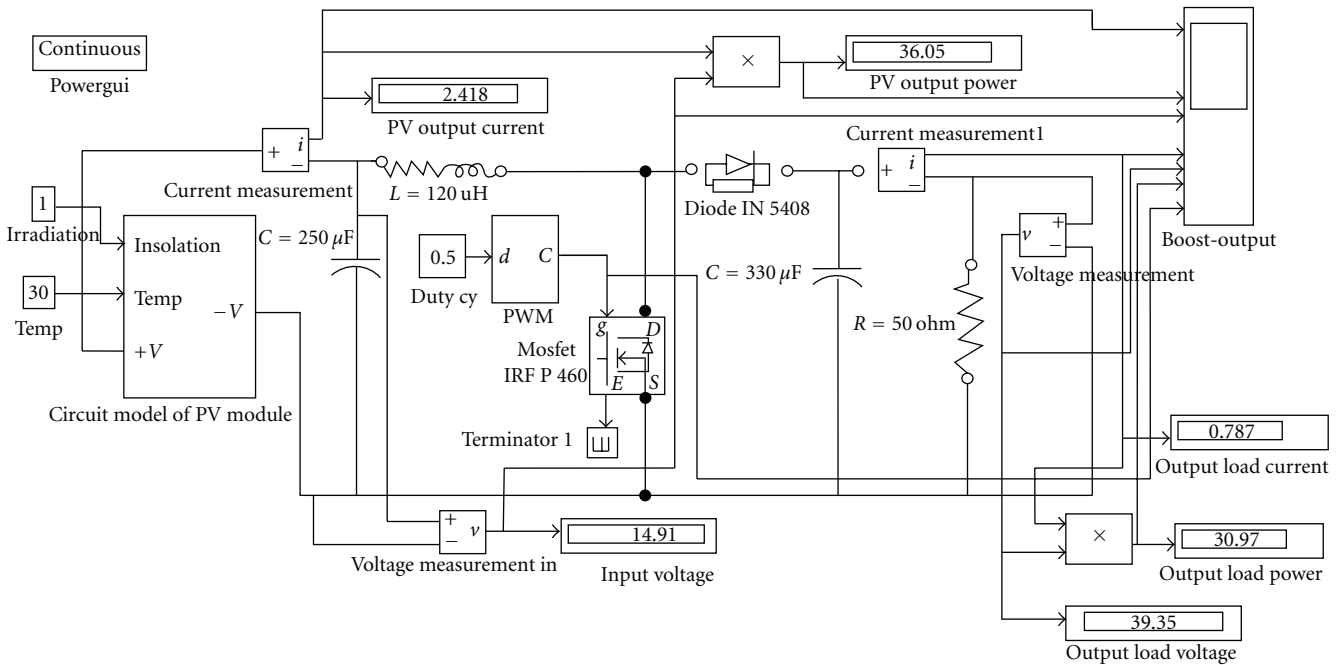 Continuous
Powergui
2.418
PV output current
+
i
−
Current measurement
×
36.05
PV output power
Current measurement1
+
i
−
L = 120 uH
Diode IN 5408
Boost-output
1
Irradiation
Insolation
Temp
−V
+V
30
Temp
Circuit model of PV module
C = 250 μF
0.5
Duty cy
d
C
PWM
C = 330 μF
v
+
−
Voltage measurement
R = 50 ohm
g
D
E
S
Mosfet
IRF P 460
Terminator 1
+
−
v
Voltage measurement in
14.91
Input voltage
0.787
Output load current
×
30.97
Output load power
39.35
Output load voltage